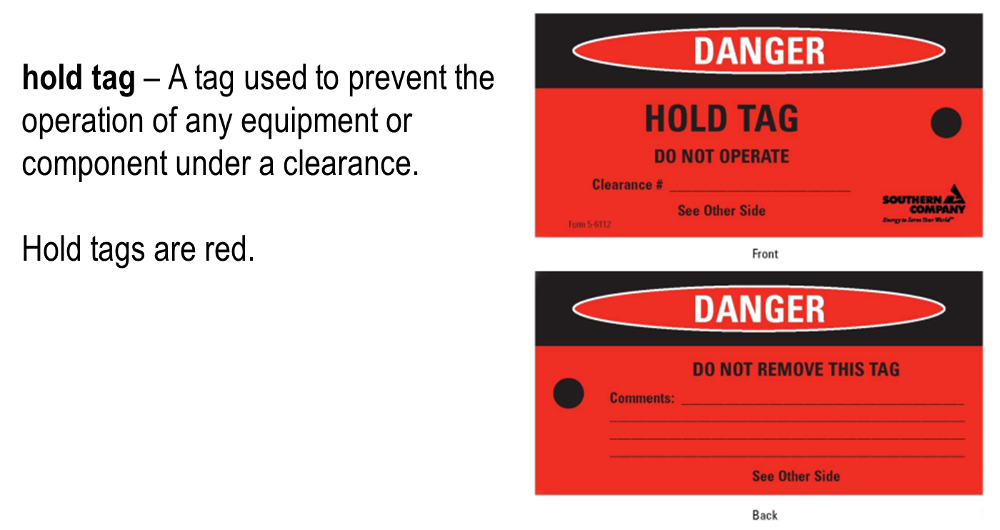 hold tag – A tag used to prevent the
operation of any equipment or
component under a clearance.
Hold tags are red.
DANGER
HOLD TAG
DO NOT OPERATE
Clearance # ______________________
See Other Side
Form 5-6112
SOUTHERN
COMPANY
Energy to Serve Your World℠
Front
DANGER
DO NOT REMOVE THIS TAG
Comments: ______________________
See Other Side
Back